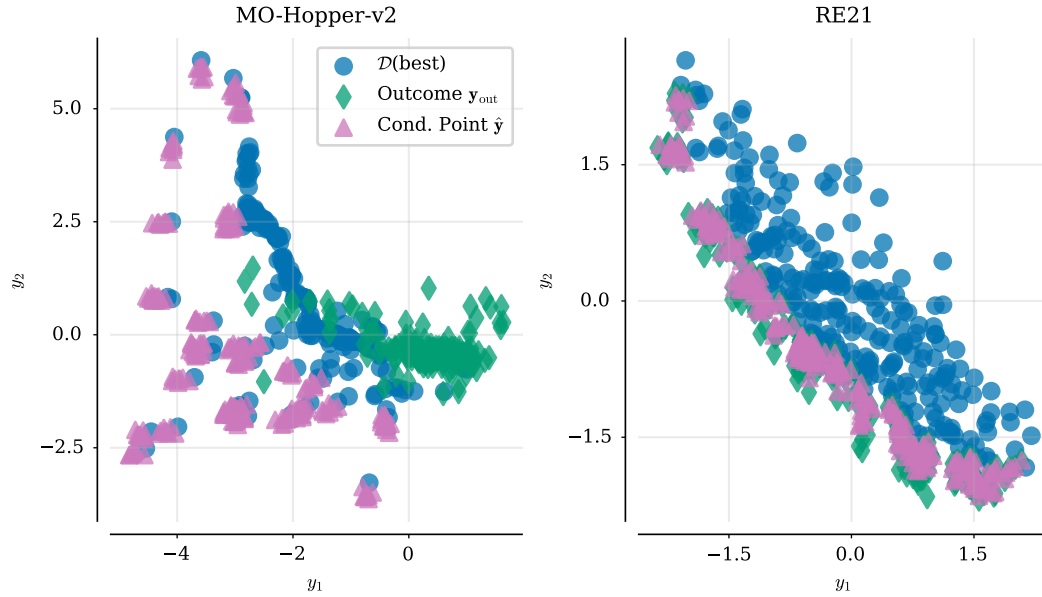 MO-Hopper-v2
𝒟(best)
Outcome y_out
Cond. Point ŷ
5.0
2.5
0.0
−2.5
y₂
−4
−2
0
y₁
RE21
1.5
0.0
−1.5
y₂
−1.5
0.0
1.5
y₁